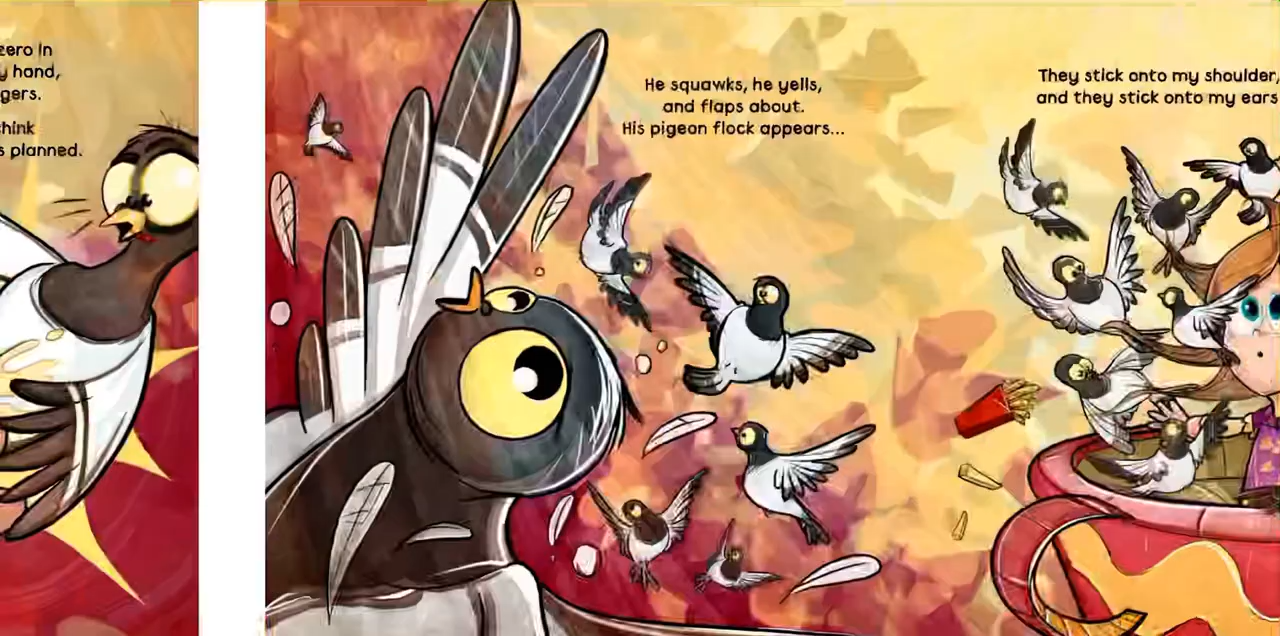 zero in
hand,
gers.
hink
s planned.
He squawks, he yells,
and flaps about.
His pigeon flock appears...
They stick onto my shoulder,
and they stick onto my ears